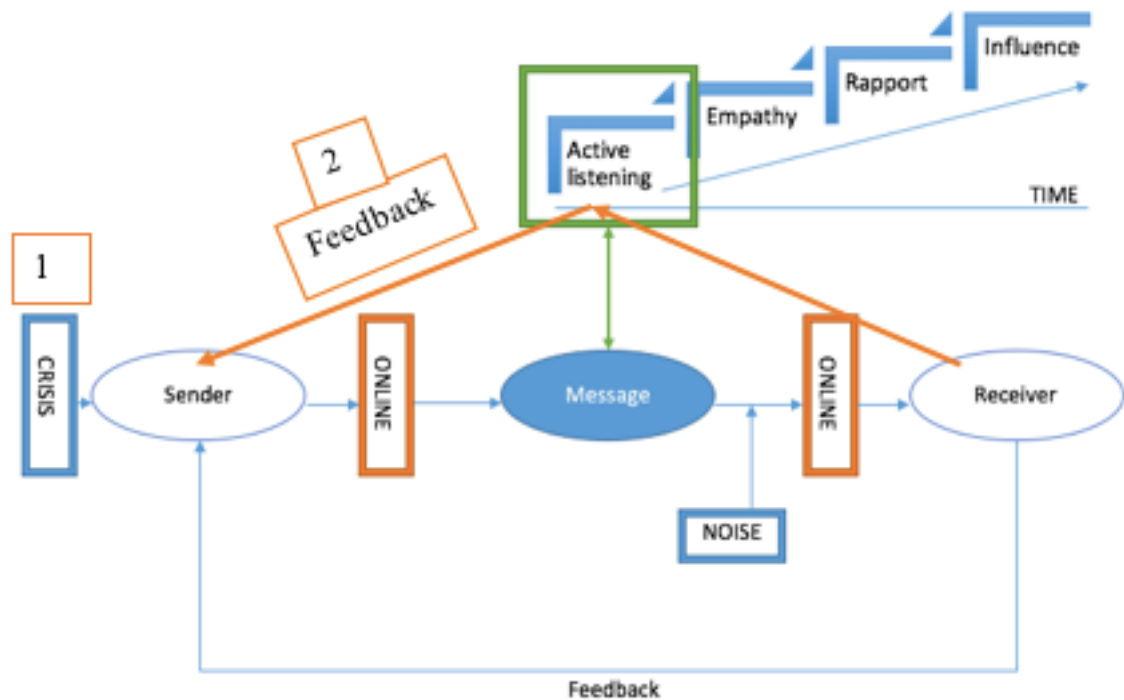 Influence
Rapport
Empathy
Active
listening
TIME
2
Feedback
1
CRISIS
Sender
ONLINE
Message
ONLINE
Receiver
NOISE
Feedback